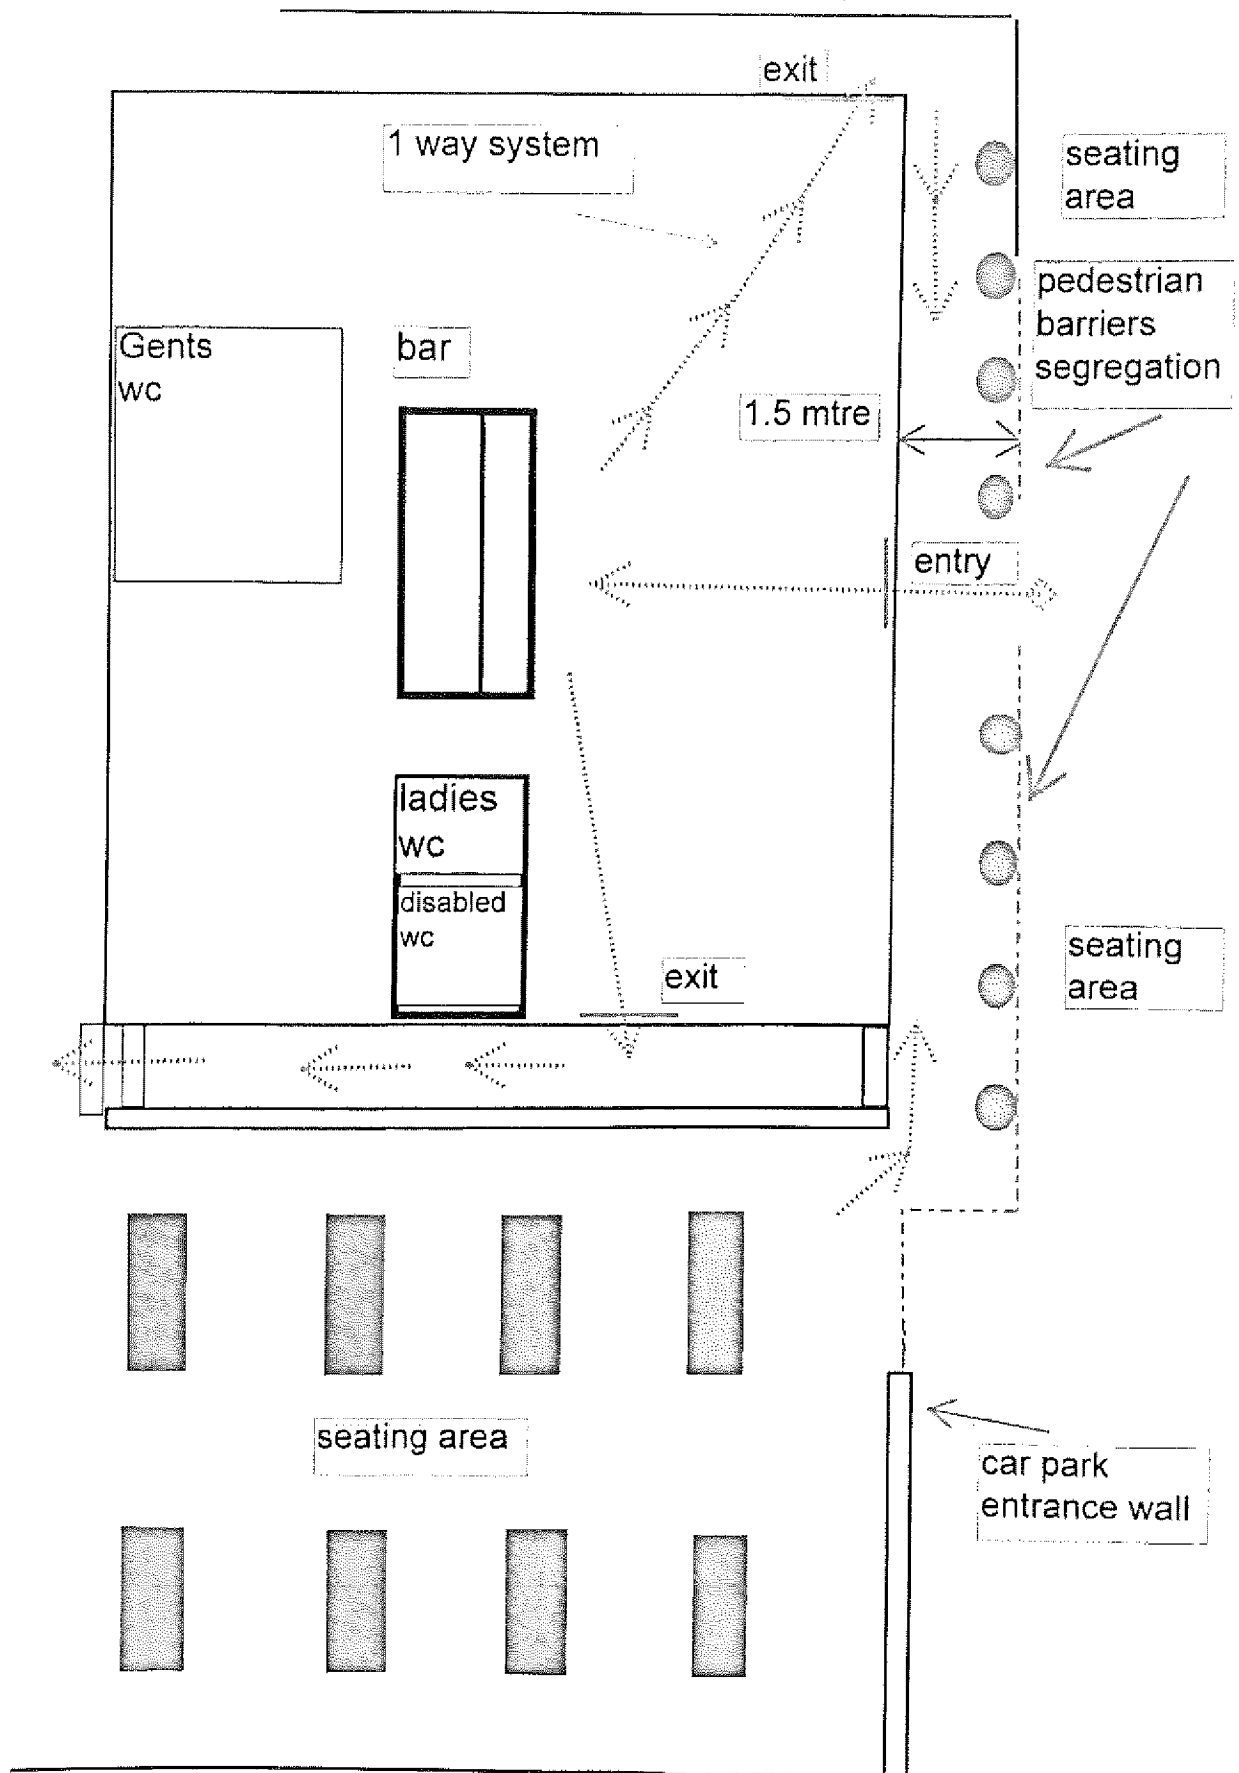 exit
1 way system
seating
area
pedestrian
barriers
segregation
Gents
wc
bar
1.5 mtre
entry
ladies
wc
disabled
wc
exit
seating
area
seating area
car park
entrance wall